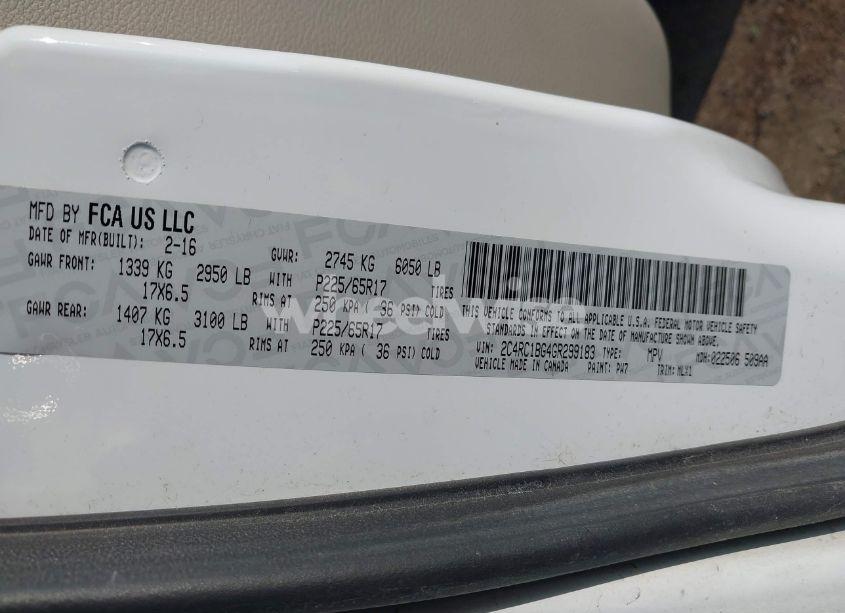 MFD BY FCA US LLC
DATE OF MFR(BUILT): 2-16 GVWR: 2745 KG 6050 LB
GAWR FRONT: 1339 KG 2950 LB WITH P225/65R17 TIRES
17X6.5 RIMS AT 250 KPA ( 36 PSI) COLD
GAWR REAR: 1407 KG 3100 LB WITH P225/65R17 TIRES
17X6.5 RIMS AT 250 KPA ( 36 PSI) COLD
THIS VEHICLE CONFORMS TO ALL APPLICABLE U.S.A. FEDERAL MOTOR VEHICLE SAFETY
STANDARDS IN EFFECT ON THE DATE OF MANUFACTURE SHOWN ABOVE.
VIN: 2C4RC1BG4GR299183 TYPE: MPV MDH: 022506 509AA
VEHICLE MADE IN CANADA PAINT: PW7 TRIM: MLX1